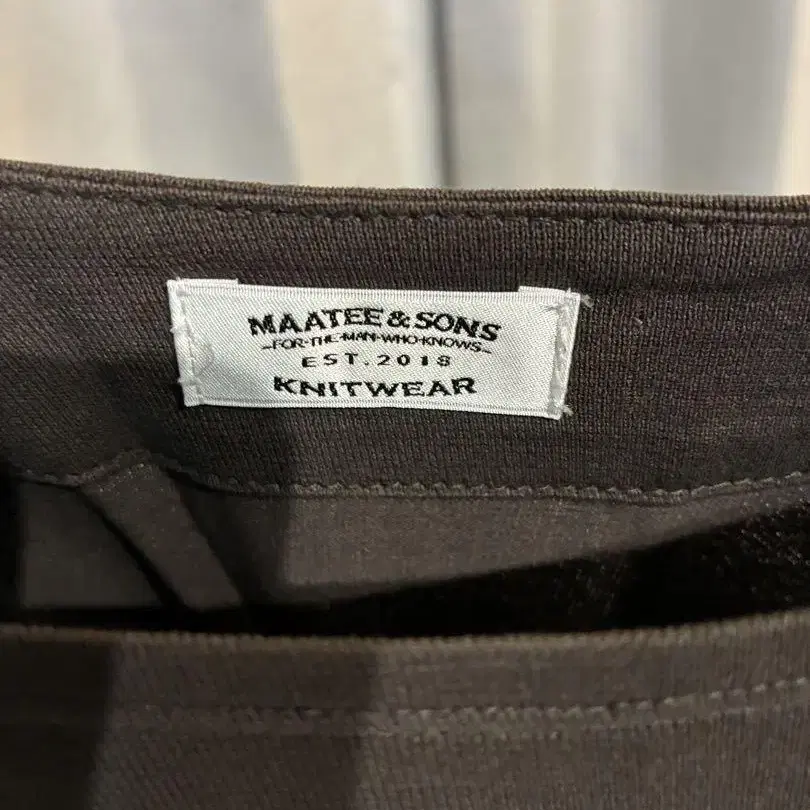 MAATEE & SONS
-FOR-THE-MAN-WHO-KNOWS-
EST. 2018
KNITWEAR